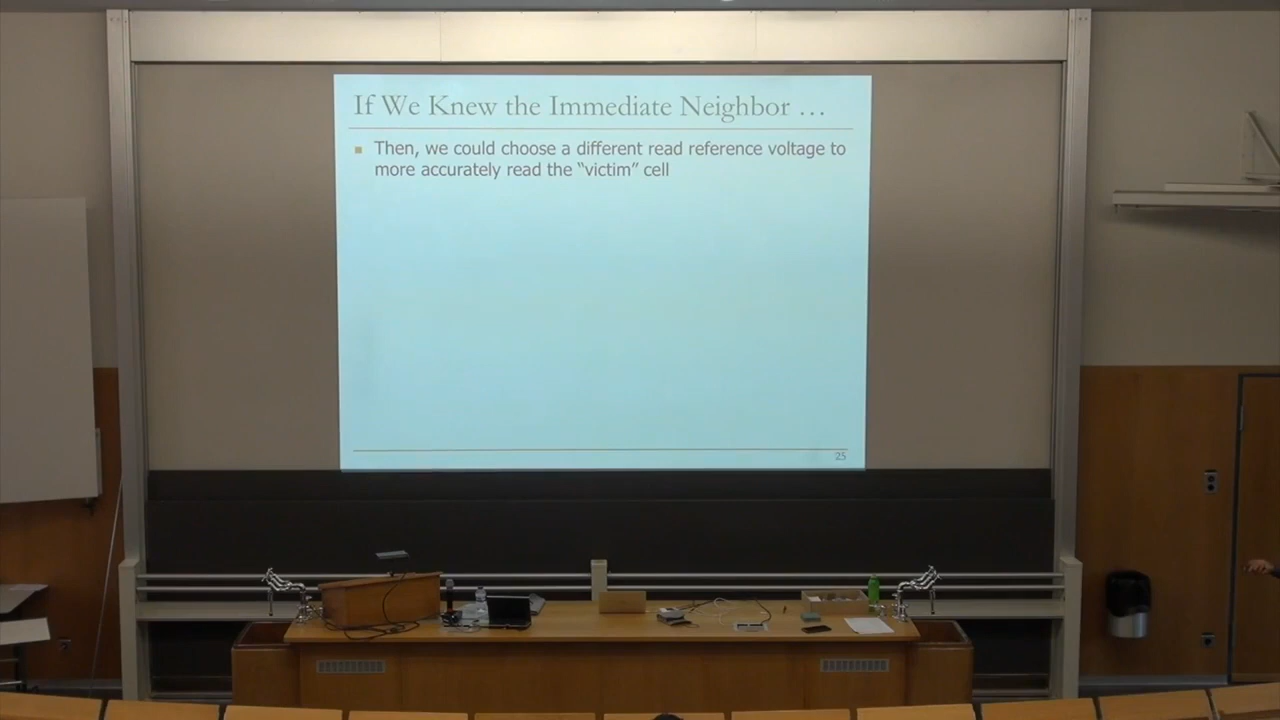 If We Knew the Immediate Neighbor …
▪ Then, we could choose a different read reference voltage to
more accurately read the “victim” cell
25